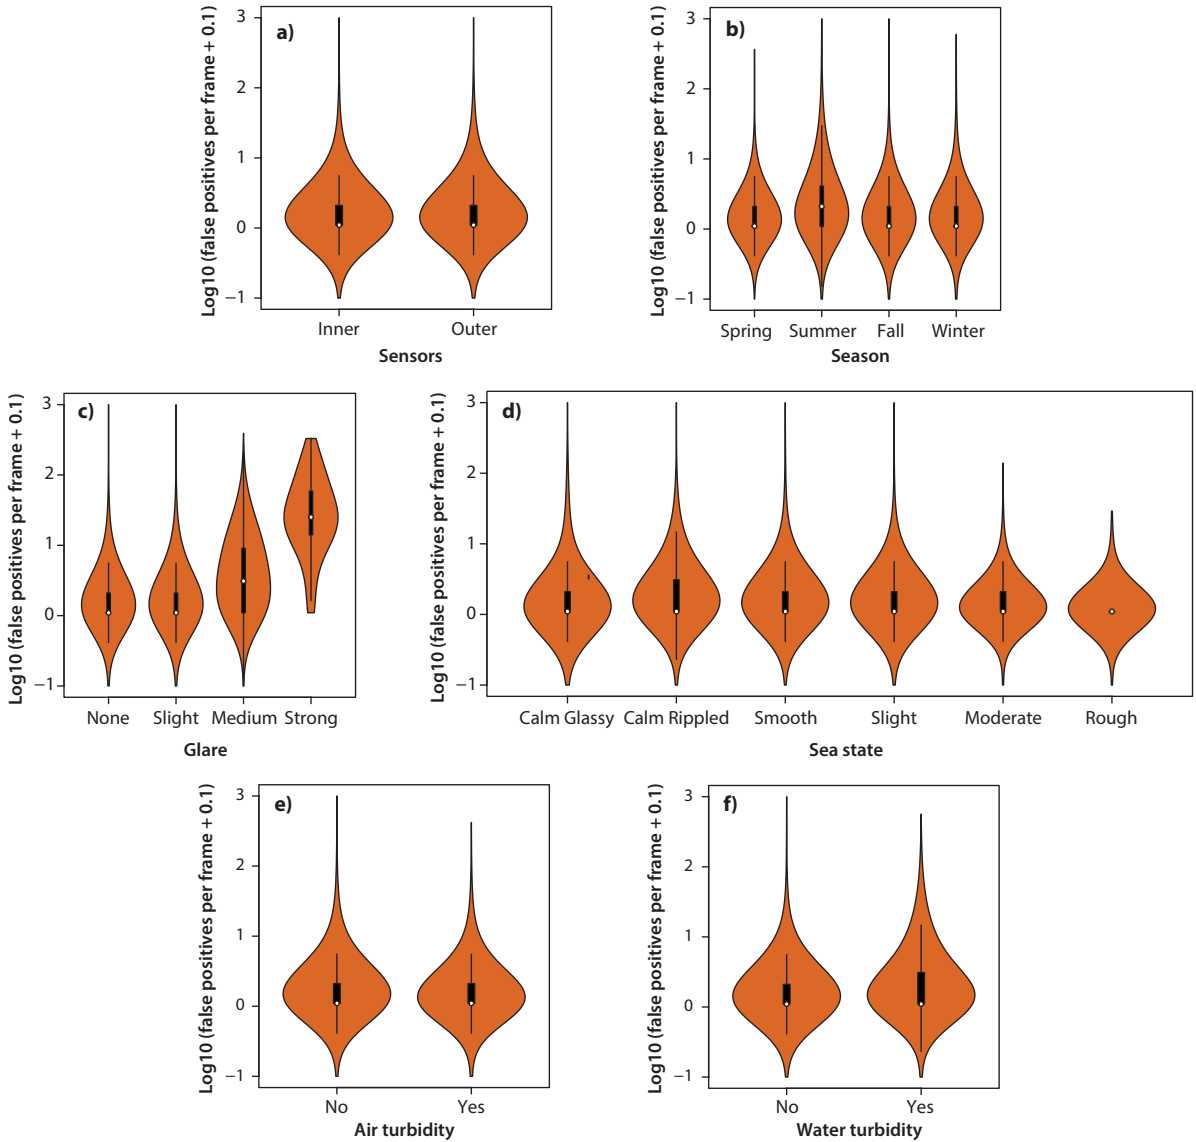 Log10 (false positives per frame + 0.1)
a)
3
2
1
0
−1
Inner Outer
Sensors
Log10 (false positives per frame + 0.1)
b)
3
2
1
0
−1
Spring Summer Fall Winter
Season
Log10 (false positives per frame + 0.1)
c)
3
2
1
0
−1
None Slight Medium Strong
Glare
Log10 (false positives per frame + 0.1)
d)
3
2
1
0
−1
Calm Glassy Calm Rippled Smooth Slight Moderate Rough
Sea state
Log10 (false positives per frame + 0.1)
e)
3
2
1
0
−1
No Yes
Air turbidity
Log10 (false positives per frame + 0.1)
f)
3
2
1
0
−1
No Yes
Water turbidity